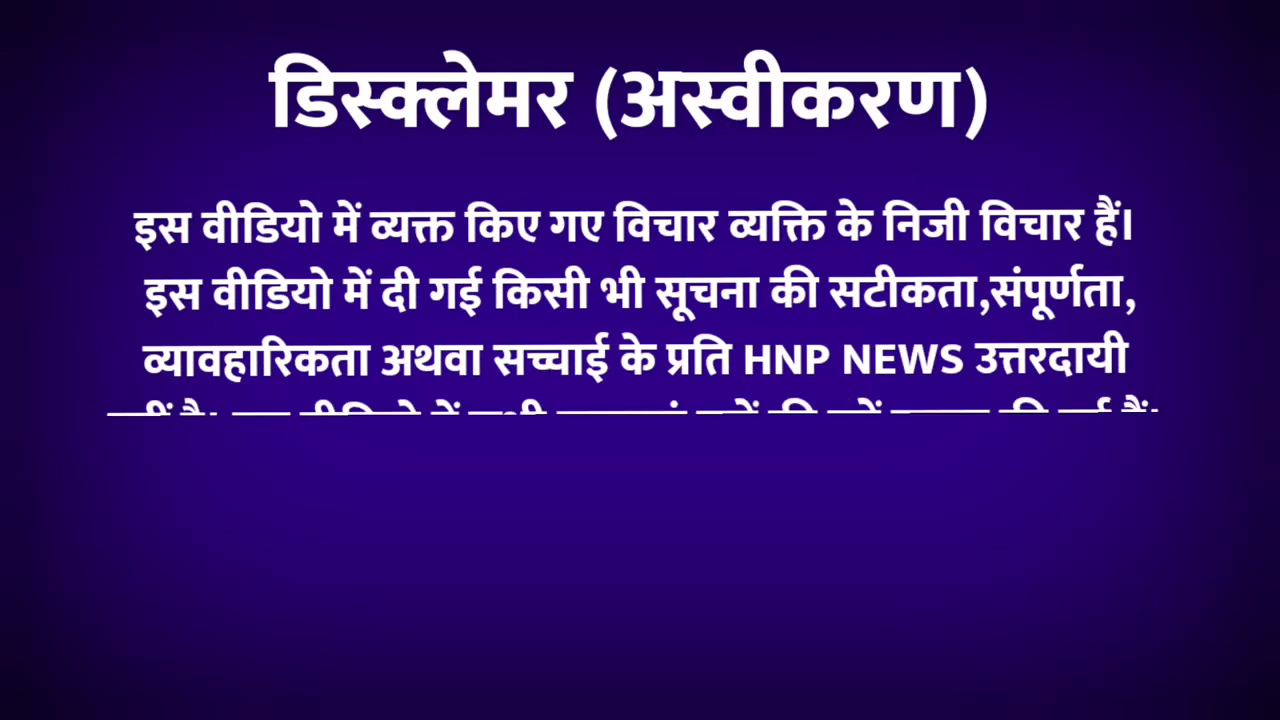 डिस्क्लेमर (अस्वीकरण)
इस वीडियो में व्यक्त किए गए विचार व्यक्ति के निजी विचार हैं।
इस वीडियो में दी गई किसी भी सूचना की सटीकता,संपूर्णता,
व्यावहारिकता अथवा सच्चाई के प्रति HNP NEWS उत्तरदायी